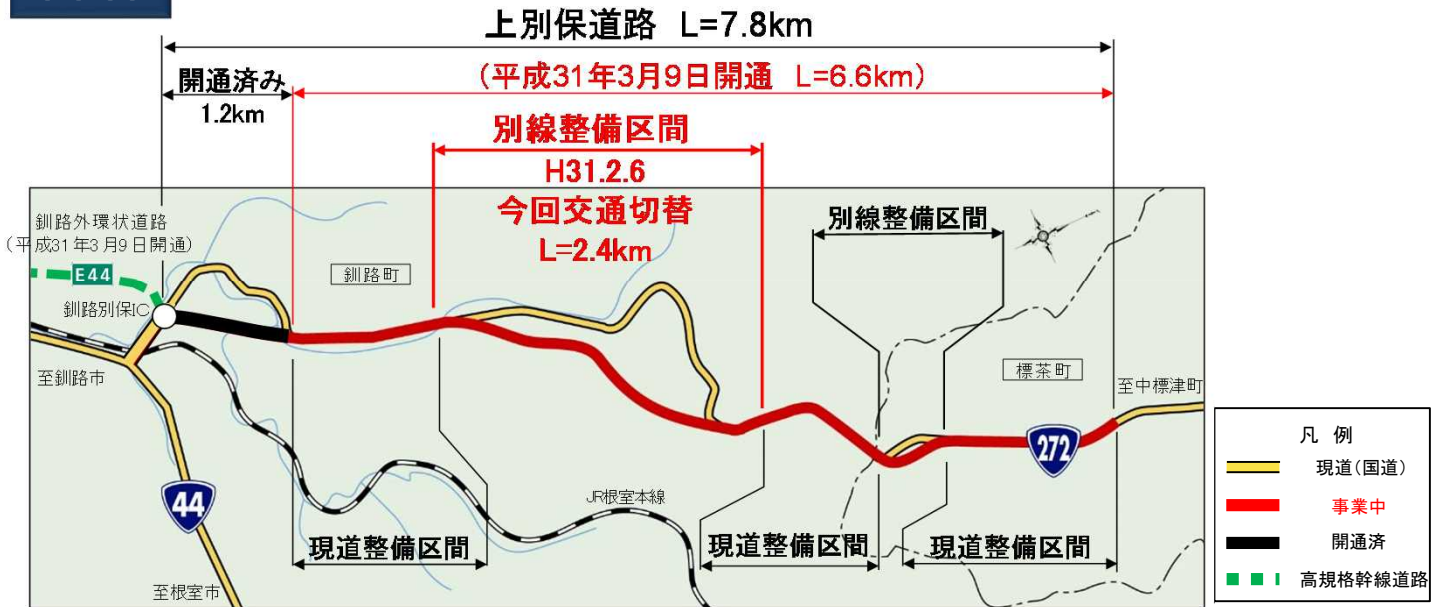 上別保道路 L=7.8km
開通済み
1.2km
(平成31年3月9日開通 L=6.6km)
別線整備区間
H31.2.6
今回交通切替
L=2.4km
釧路外環状道路
(平成31年3月9日開通)
E44
釧路別保IC
釧路町
別線整備区間
標茶町
至中標津町
至釧路市
272
44
JR根室本線
現道整備区間
現道整備区間
現道整備区間
至根室市
凡 例
現道(国道)
事業中
開通済
高規格幹線道路